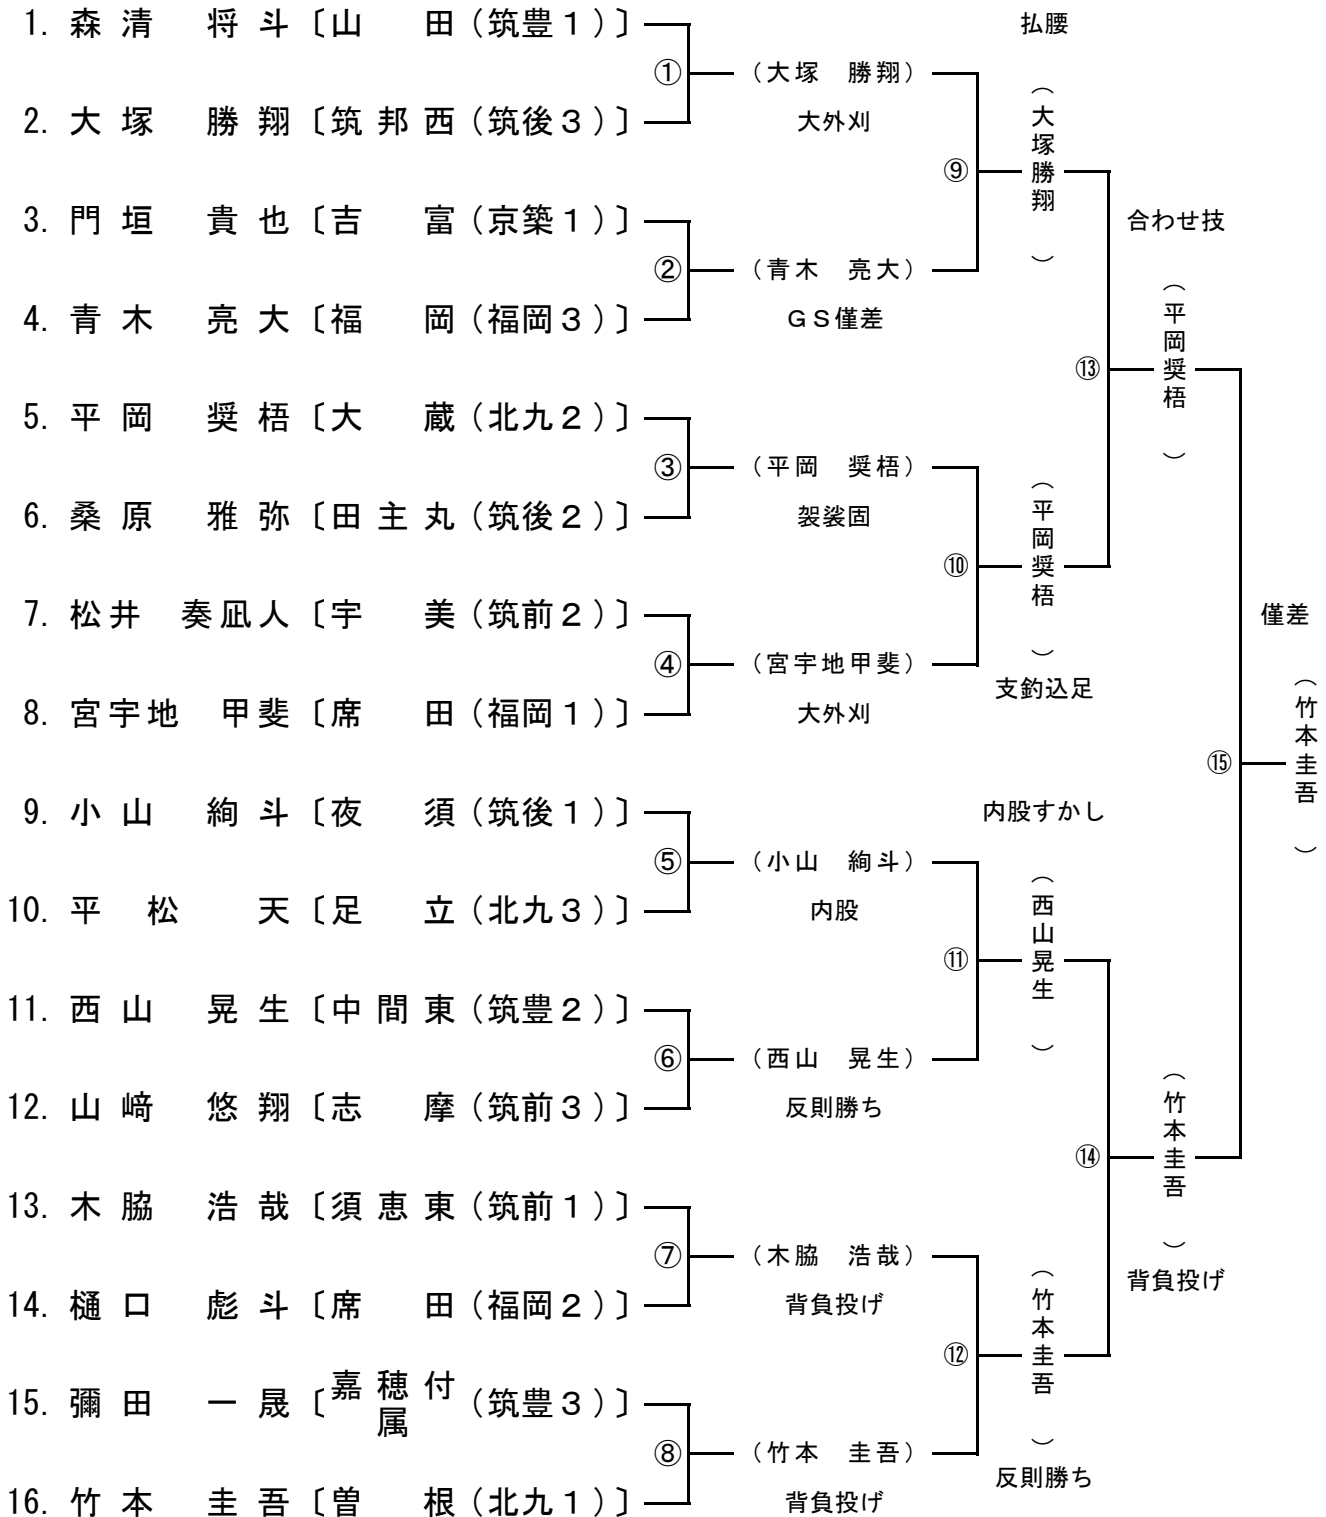 1. 森清 将斗〔山 田（筑豊１）〕
2. 大塚 勝翔〔筑邦西（筑後３）〕
3. 門垣 貴也〔吉 富（京築１）〕
4. 青木 亮大〔福 岡（福岡３）〕
5. 平岡 奨梧〔大 蔵（北九２）〕
6. 桑原 雅弥〔田主丸（筑後２）〕
7. 松井 奏凪人〔宇 美（筑前２）〕
8. 宮宇地 甲斐〔席 田（福岡１）〕
9. 小山 絢斗〔夜 須（筑後１）〕
10. 平松 天〔足 立（北九３）〕
11. 西山 晃生〔中間東（筑豊２）〕
12. 山﨑 悠翔〔志 摩（筑前３）〕
13. 木脇 浩哉〔須恵東（筑前１）〕
14. 樋口 彪斗〔席 田（福岡２）〕
15. 彌田 一晟〔嘉穂付属（筑豊３）〕
16. 竹本 圭吾〔曽 根（北九１）〕
①
（大塚 勝翔）
大外刈
②
（青木 亮大）
ＧＳ僅差
③
（平岡 奨梧）
袈裟固
④
（宮宇地甲斐）
大外刈
⑤
（小山 絢斗）
内股
⑥
（西山 晃生）
反則勝ち
⑦
（木脇 浩哉）
背負投げ
⑧
（竹本 圭吾）
背負投げ
払腰
⑨
（大塚勝翔）
⑩
（平岡奨梧）
支釣込足
内股すかし
⑪
（西山晃生）
⑫
（竹本圭吾）
反則勝ち
合わせ技
⑬
（平岡奨梧）
⑭
（竹本圭吾）
背負投げ
僅差
⑮
（竹本圭吾）